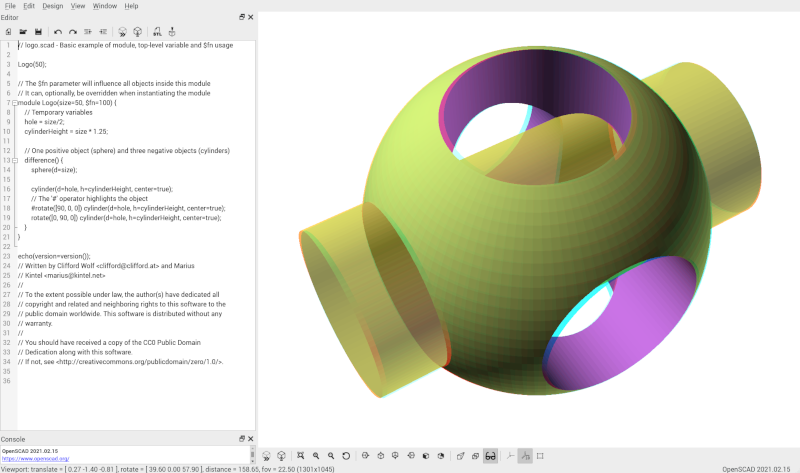 File Edit Design View Window Help
Editor
STL
1 // logo.scad - Basic example of module, top-level variable and $fn usage
2
3 Logo(50);
4
5 // The $fn parameter will influence all objects inside this module
6 // It can, optionally, be overridden when instantiating the module
7 module Logo(size=50, $fn=100) {
8 // Temporary variables
9 hole = size/2;
10 cylinderHeight = size * 1.25;
11
12 // One positive object (sphere) and three negative objects (cylinders)
13 difference() {
14 sphere(d=size);
15
16 cylinder(d=hole, h=cylinderHeight, center=true);
17 // The '#' operator highlights the object
18 #rotate([90, 0, 0]) cylinder(d=hole, h=cylinderHeight, center=true);
19 rotate([0, 90, 0]) cylinder(d=hole, h=cylinderHeight, center=true);
20 }
21 }
22
23 echo(version=version());
24 // Written by Clifford Wolf <clifford@clifford.at> and Marius
25 // Kintel <marius@kintel.net>
26 //
27 // To the extent possible under law, the author(s) have dedicated all
28 // copyright and related and neighboring rights to this software to the
29 // public domain worldwide. This software is distributed without any
30 // warranty.
31 //
32 // You should have received a copy of the CC0 Public Domain
33 // Dedication along with this software.
34 // If not, see <http://creativecommons.org/publicdomain/zero/1.0/>.
35
36
Console
OpenSCAD 2021.02.15
https://www.openscad.org/
Viewport: translate = [ 0.27 -1.40 -0.81 ], rotate = [ 39.60 0.00 57.90 ], distance = 158.65, fov = 22.50 (1301x1045)
OpenSCAD 2021.02.15